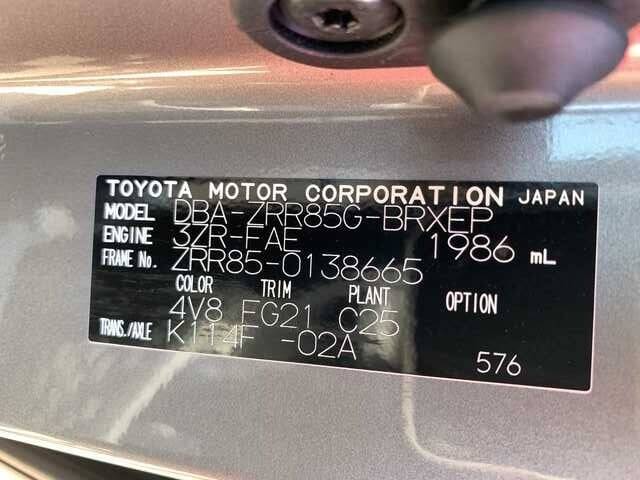 TOYOTA MOTOR CORPORATION JAPAN
MODEL DBA-ZRR85G-BRXEP
ENGINE 3ZR-FAE 1986 mL
FRAME No. ZRR85-0138665
COLOR TRIM PLANT OPTION
4V8 FG21 C25
TRANS./AXLE K114F -02A
576